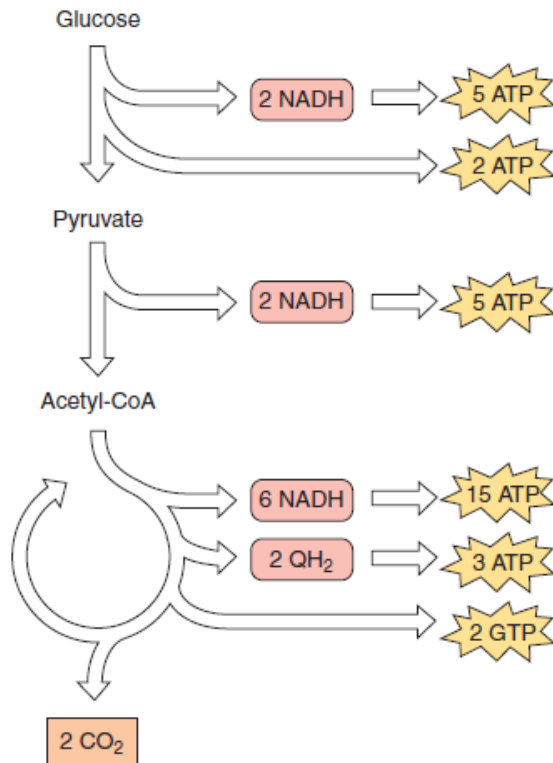 Glucose
2 NADH
5 ATP
2 ATP
Pyruvate
2 NADH
5 ATP
Acetyl-CoA
6 NADH
15 ATP
2 QH₂
3 ATP
2 GTP
2 CO₂